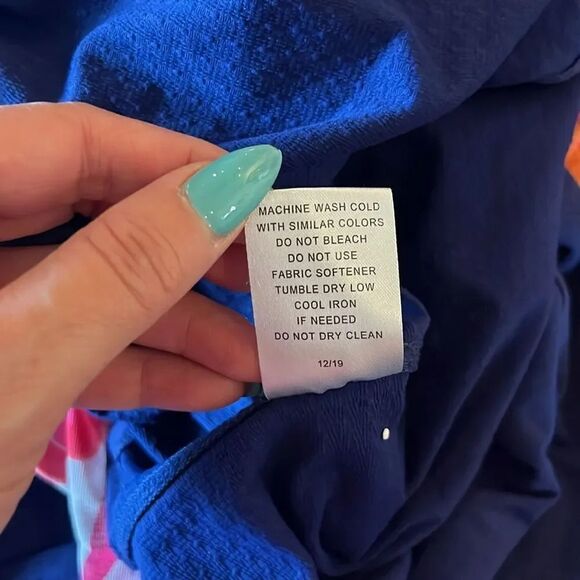 MACHINE WASH COLD
WITH SIMILAR COLORS
DO NOT BLEACH
DO NOT USE
FABRIC SOFTENER
TUMBLE DRY LOW
COOL IRON
IF NEEDED
DO NOT DRY CLEAN
12/19